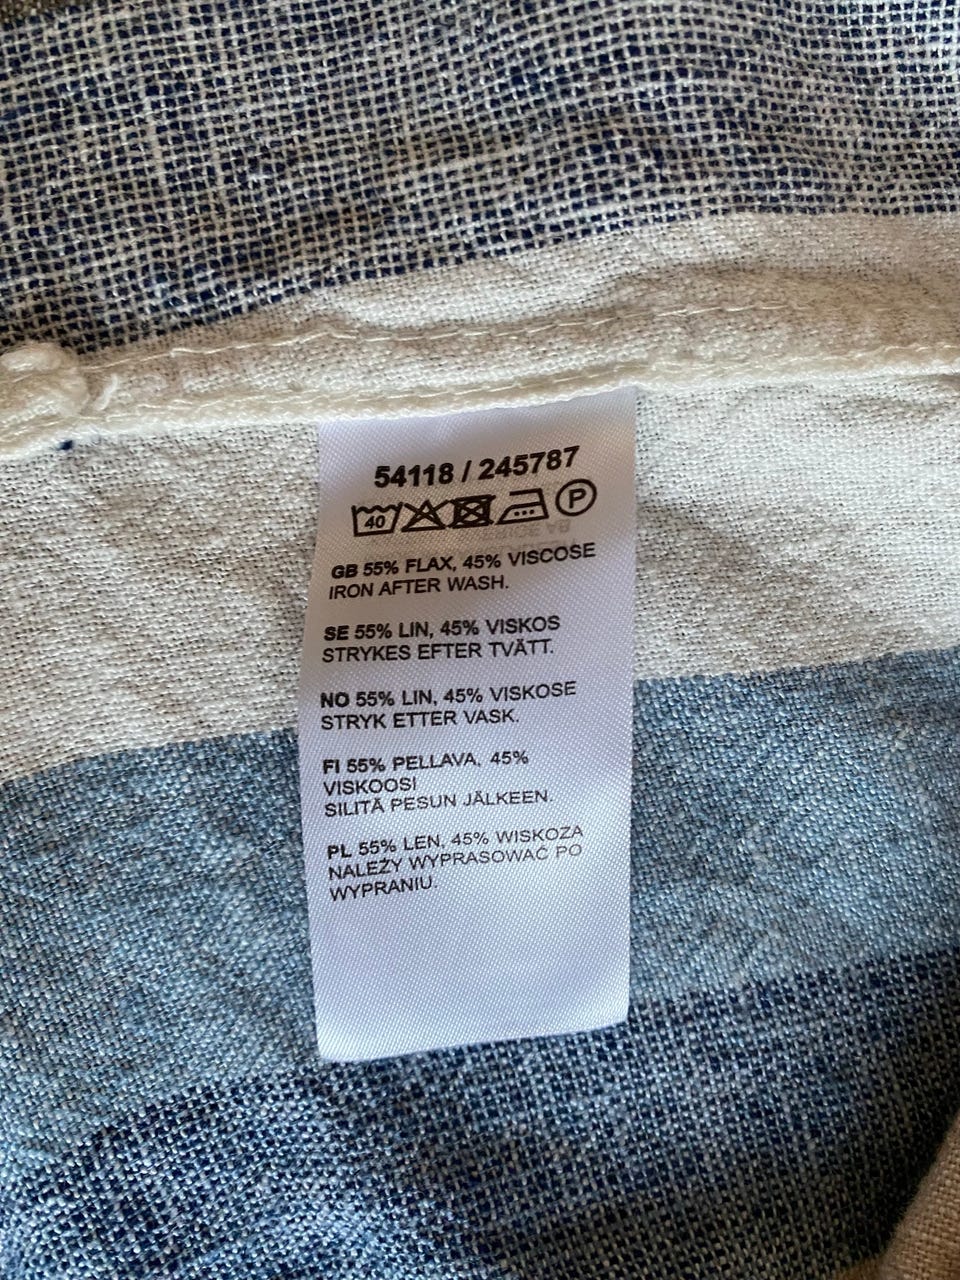 54118 / 245787
40 P
GB 55% FLAX, 45% VISCOSE
IRON AFTER WASH.
SE 55% LIN, 45% VISKOS
STRYKES EFTER TVÄTT.
NO 55% LIN, 45% VISKOSE
STRYK ETTER VASK.
FI 55% PELLAVA, 45%
VISKOOSI
SILITÄ PESUN JÄLKEEN.
PL 55% LEN, 45% WISKOZA
NALEŻY WYPRASOWAĆ PO
WYPRANIU.